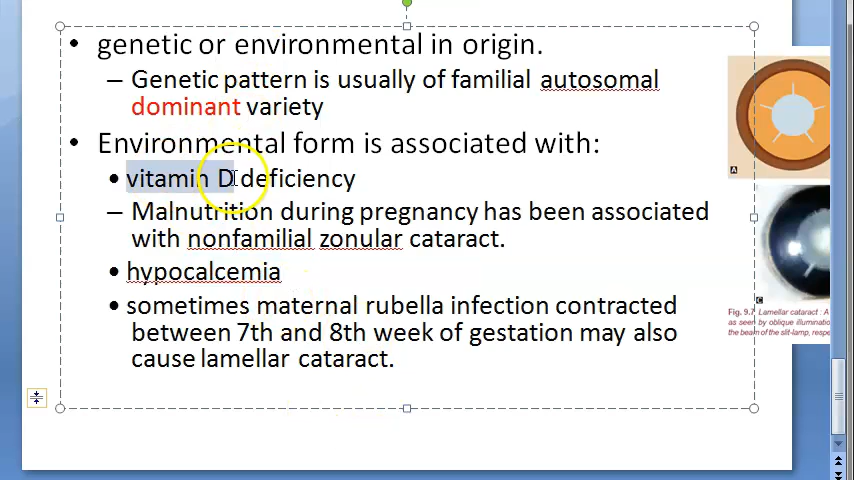 • genetic or environmental in origin.
– Genetic pattern is usually of familial autosomal
dominant variety
• Environmental form is associated with:
• vitamin D deficiency
– Malnutrition during pregnancy has been associated
with nonfamilial zonular cataract.
• hypocalcemia
• sometimes maternal rubella infection contracted
between 7th and 8th week of gestation may also
cause lamellar cataract.
A
C
Fig. 9.7 Lamellar cataract : A
as seen by oblique illumination
the beam of the slit-lamp, respe